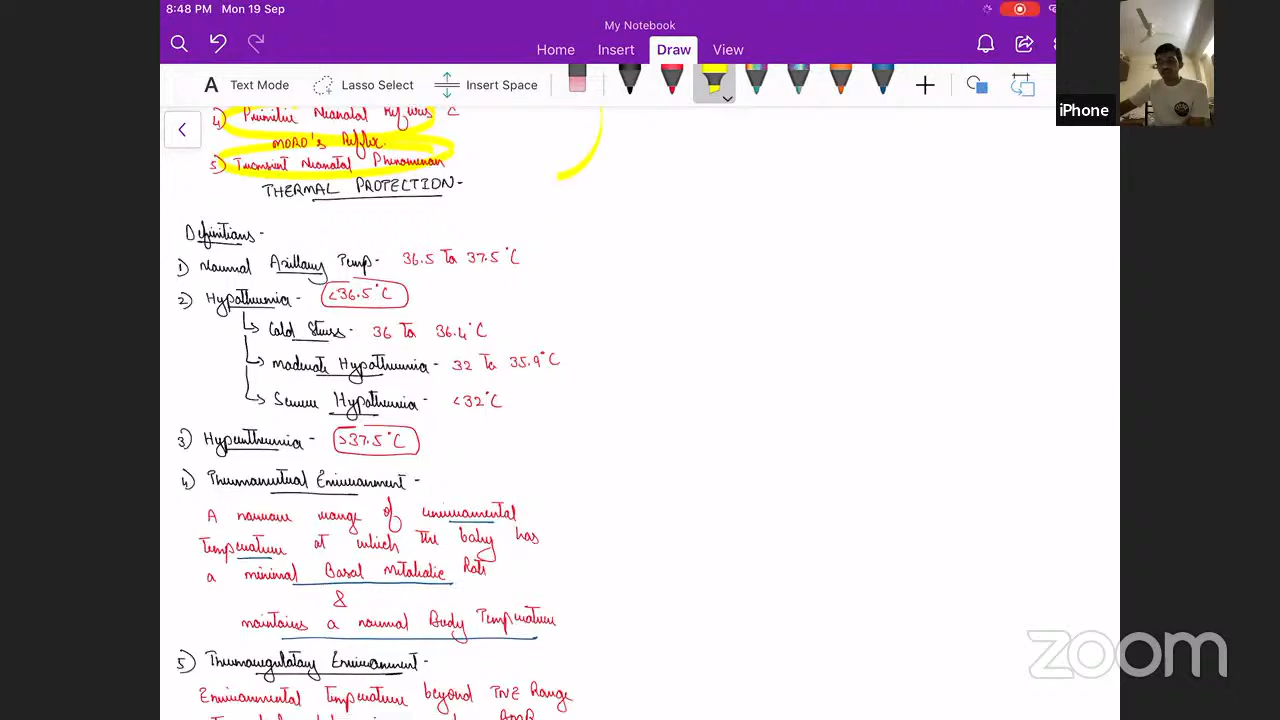 8:48 PM Mon 19 Sep
My Notebook
Home Insert Draw View
Text Mode Lasso Select Insert Space
iPhone
4) Primitive Neonatal Reflexes C
MORO's Reflex.
5) Transient Neonatal Phenomenon
THERMAL PROTECTION-
Definitions-
1) Normal Axillary Temp- 36.5 To 37.5°C
2) Hypothermia- <36.5°C
Cold Stress- 36 To 36.4°C
moderate Hypothermia- 32 To 35.9°C
Severe Hypothermia- <32°C
3) Hyperthermia- >37.5°C
4) Thermoneutral Environment-
A narrow range of environmental
Temperature at which the baby has
a minimal Basal Metabolic Rate
&
maintains a normal Body Temperature
5) Thermoregulatory Environment-
Environmental Temperature beyond TNE Range
zoom